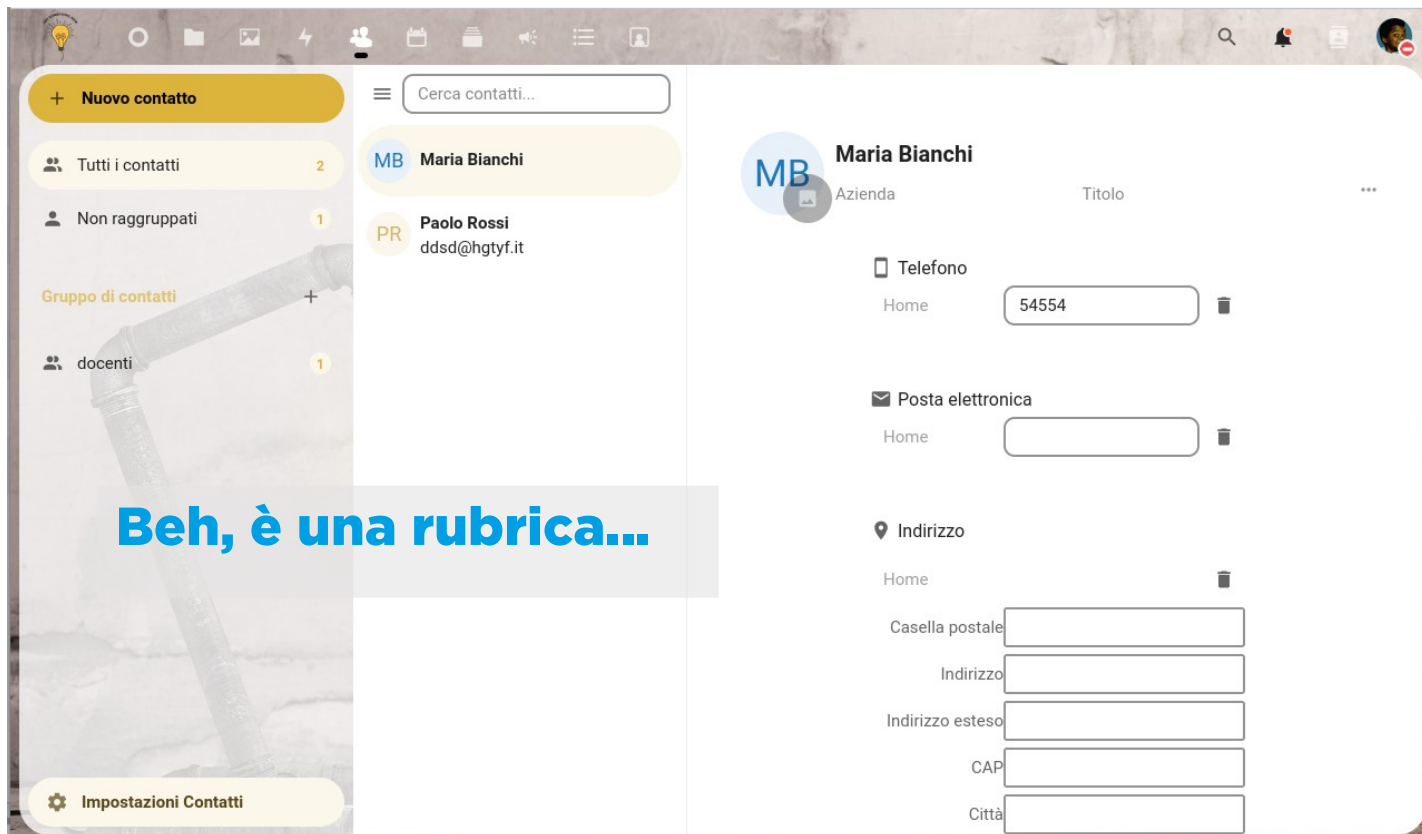 Nuovo contatto
Tutti i contatti 2
Non raggruppati 1
Gruppo di contatti
docenti 1
Impostazioni Contatti
Cerca contatti...
MB Maria Bianchi
PR Paolo Rossi
ddsd@hgtyf.it
Beh, è una rubrica...
MB Maria Bianchi
Azienda Titolo
Telefono
Home 54554
Posta elettronica
Home
Indirizzo
Home
Casella postale
Indirizzo
Indirizzo esteso
CAP
Città